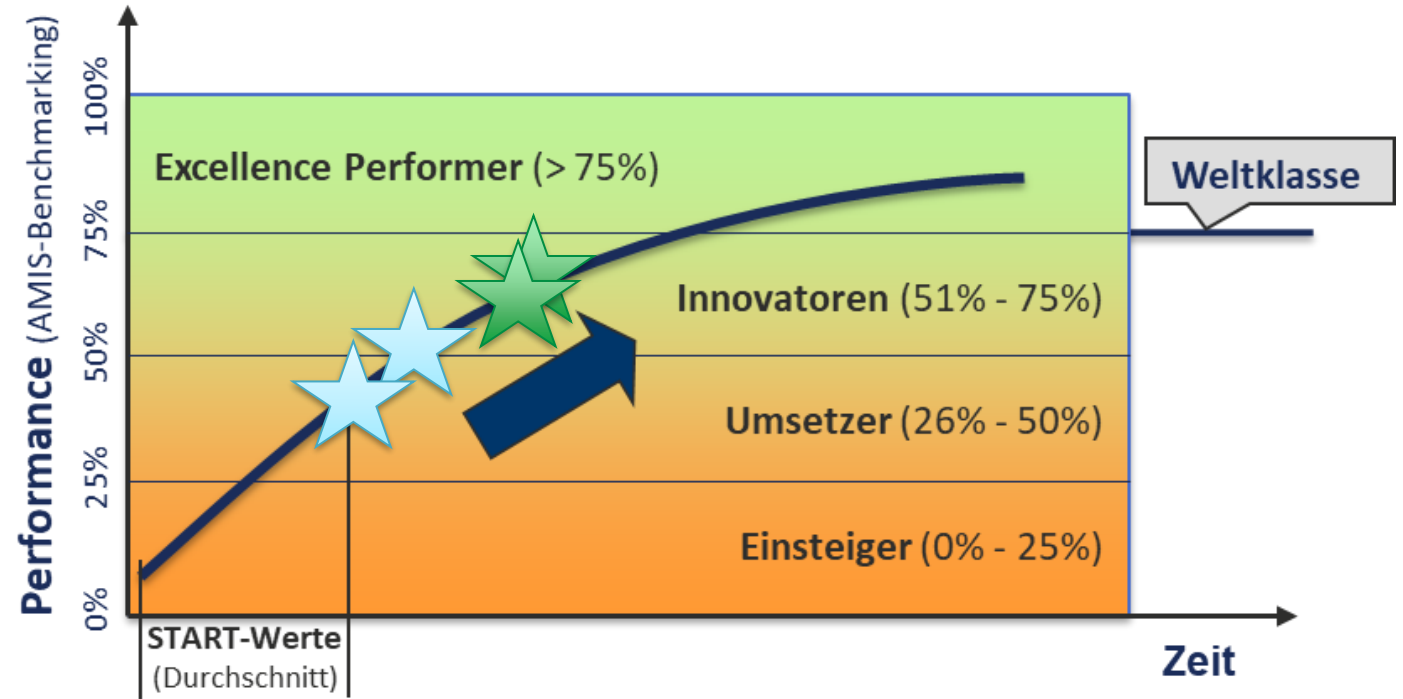 Performance (AMIS-Benchmarking)
100%
75%
50%
25%
0%
Excellence Performer (> 75%)
Weltklasse
Innovatoren (51% - 75%)
Umsetzer (26% - 50%)
Einsteiger (0% - 25%)
START-Werte
(Durchschnitt)
Zeit